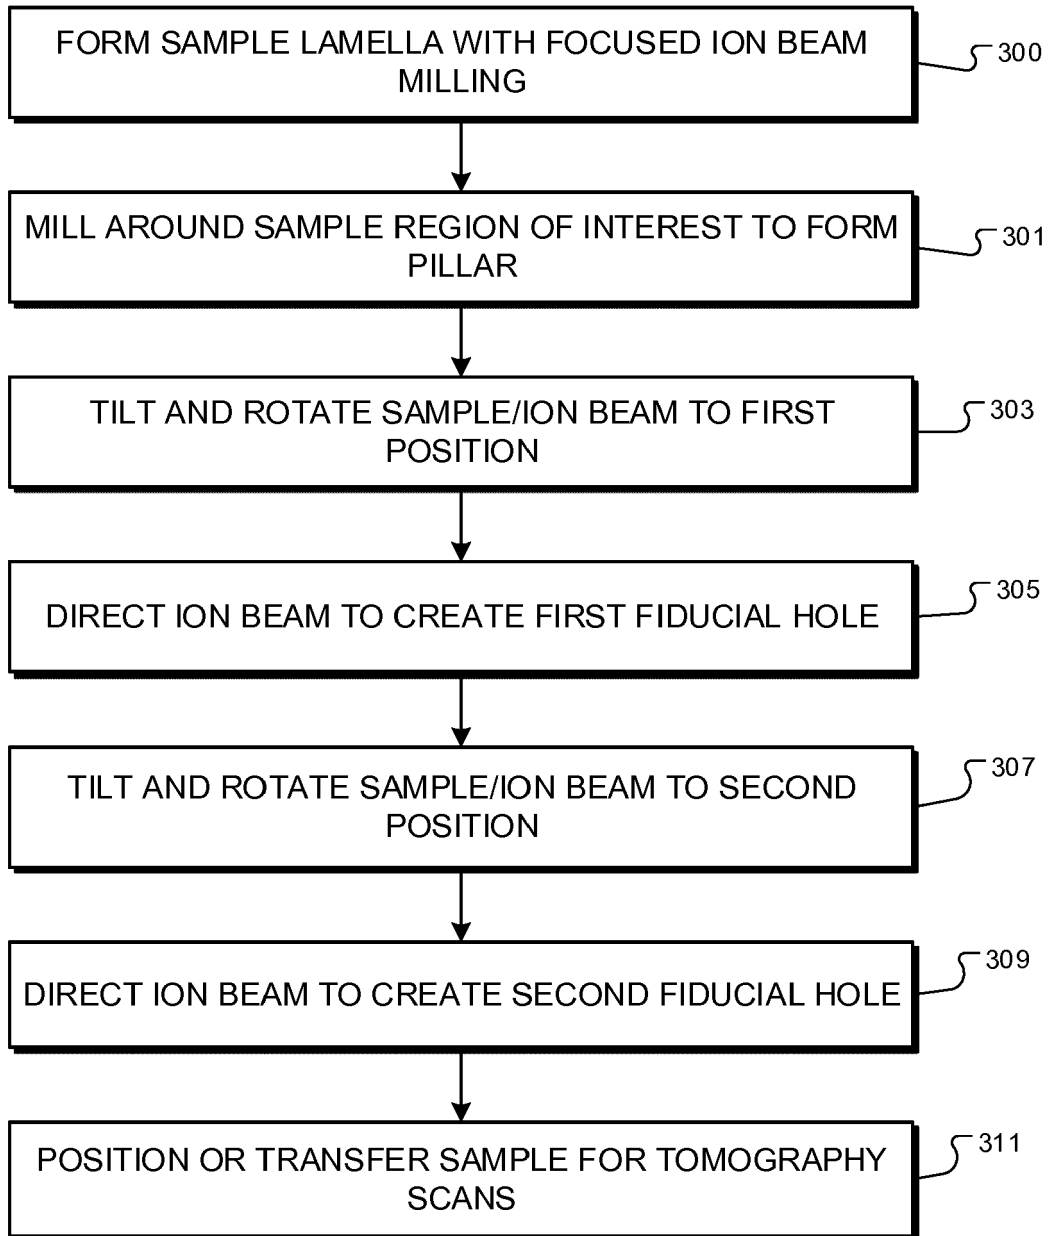 FORM SAMPLE LAMELLA WITH FOCUSED ION BEAM
MILLING
300
MILL AROUND SAMPLE REGION OF INTEREST TO FORM
PILLAR
301
TILT AND ROTATE SAMPLE/ION BEAM TO FIRST
POSITION
303
DIRECT ION BEAM TO CREATE FIRST FIDUCIAL HOLE
305
TILT AND ROTATE SAMPLE/ION BEAM TO SECOND
POSITION
307
DIRECT ION BEAM TO CREATE SECOND FIDUCIAL HOLE
309
POSITION OR TRANSFER SAMPLE FOR TOMOGRAPHY
SCANS
311